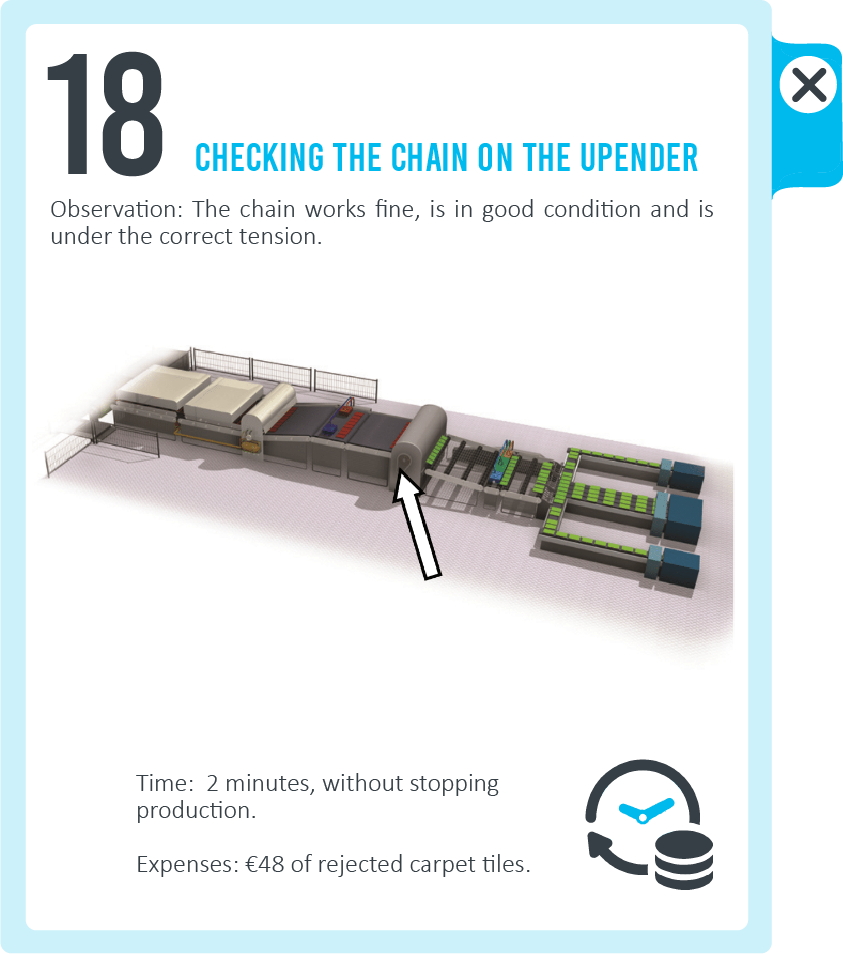 18
CHECKING THE CHAIN ON THE UPENDER
Observation: The chain works fine, is in good condition and is
under the correct tension.
Time:  2 minutes, without stopping
production.
Expenses: €48 of rejected carpet tiles.